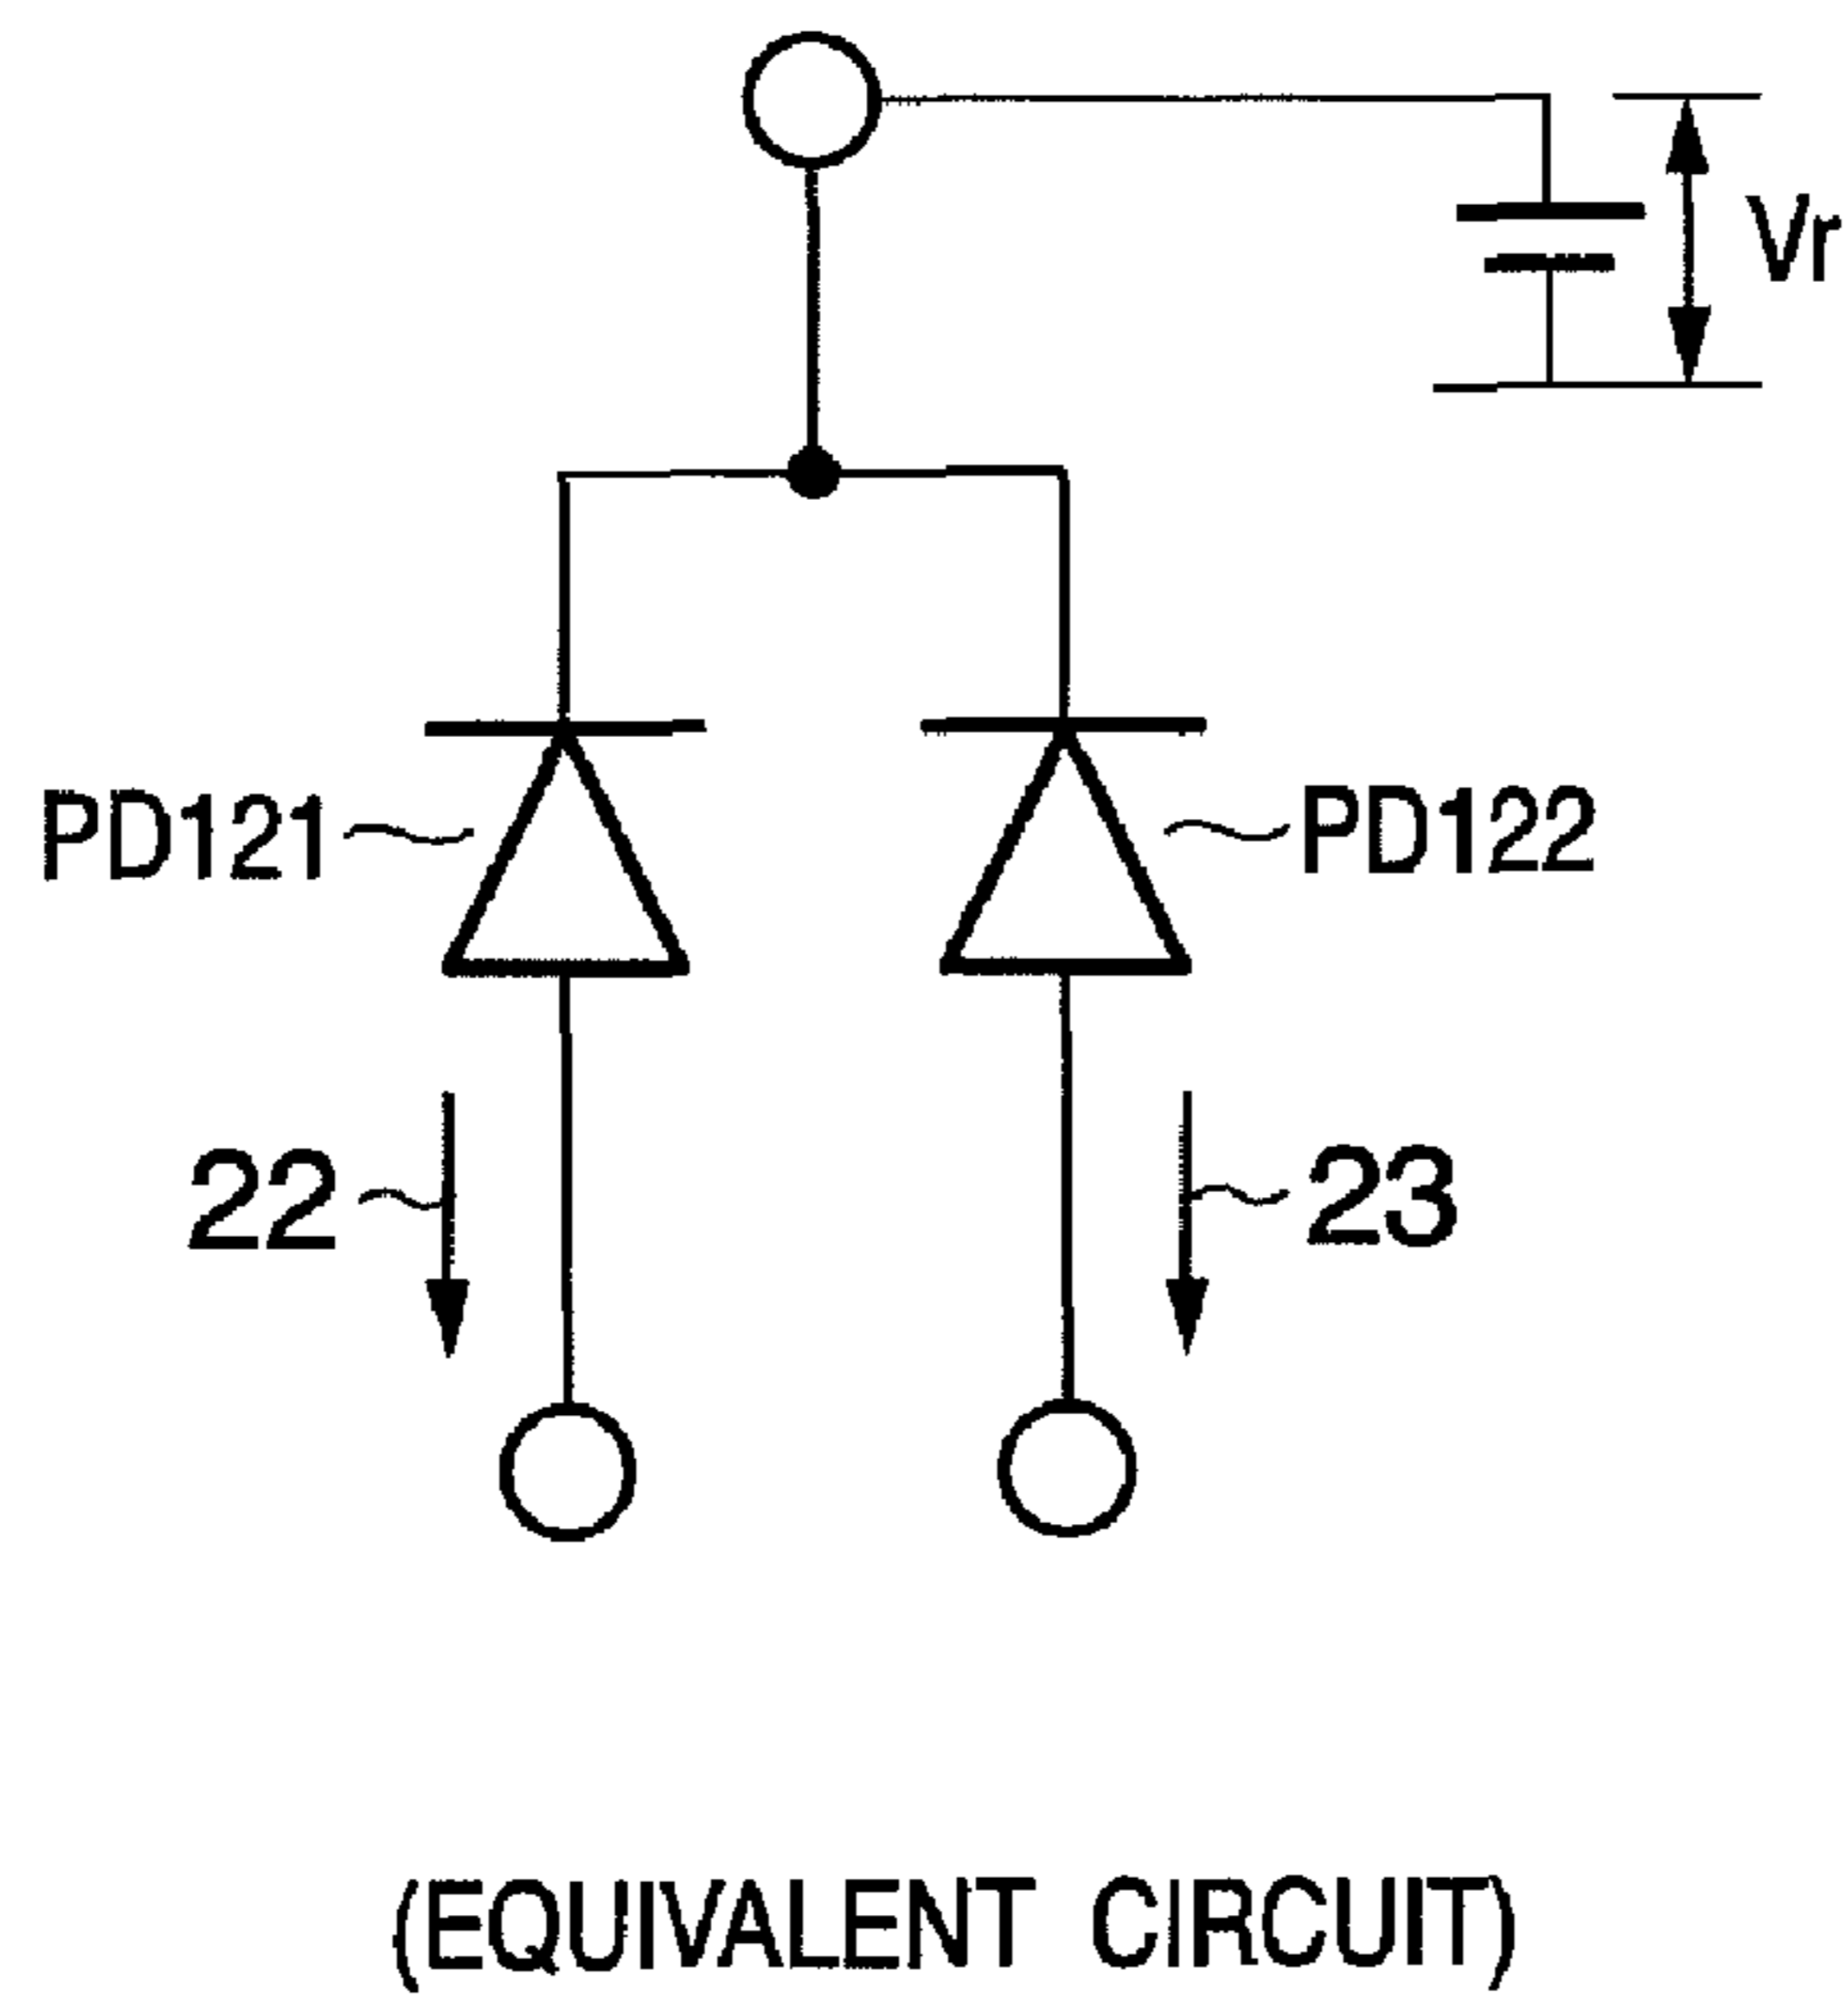 Vr
PD121
PD122
22
23
(EQUIVALENT CIRCUIT)